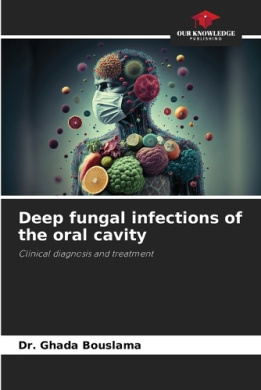 OUR KNOWLEDGE
PUBLISHING
Deep fungal infections of
the oral cavity
Clinical diagnosis and treatment
Dr. Ghada Bouslama